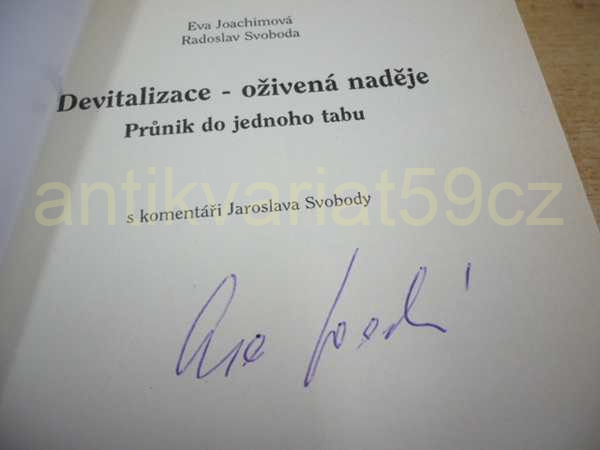 Eva Joachimová
Radoslav Svoboda
Devitalizace - oživená naděje
Průnik do jednoho tabu
antikvariat59cz
s komentáři Jaroslava Svobody